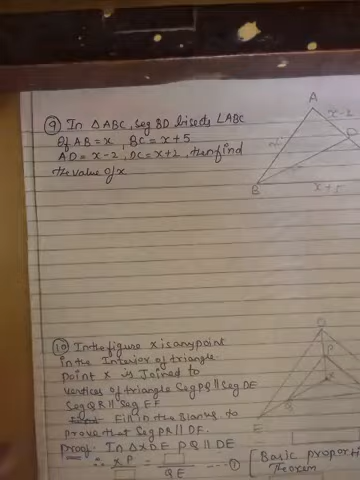 ⑨ In △ABC, seg BD bisects ∠ABC
If AB = x, BC = x+5
AD = x-2, DC = x+2, then find
the value of x
A
x-2
D
B
x+5
⑩ In the figure X is any point
in the Interior of triangle.
point X is Joined to
vertices of triangle Seg PQ || Seg DE
Seg QR || Seg EF
Fill in the Blanks to
prove that Seg PR || DF.
Proof: In △XDE PQ || DE
∴ XP = ---- ①
QE
[Basic proportio
Theorem
D
P
X
Q
E